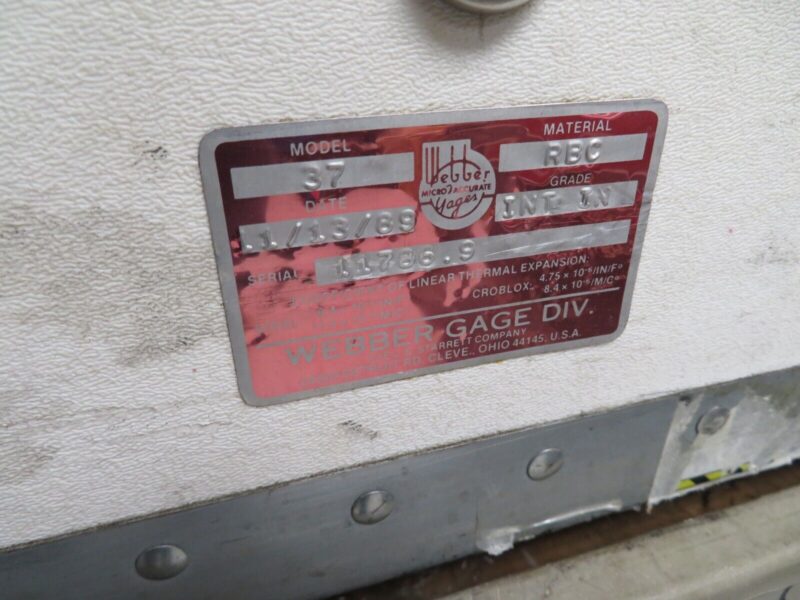 MODEL
37
DATE
11/13/89
Webber
MICRO ACCURATE
Gages
MATERIAL
RBC
GRADE
INT. IN
SERIAL 11786.9
OF LINEAR THERMAL EXPANSION:
CROBLOX: 4.75 × 10⁻⁶/IN/F°
8.4 × 10⁻⁶/M/C°
WEBBER GAGE DIV.
STARRETT COMPANY
RD. CLEVE., OHIO 44145, U.S.A.